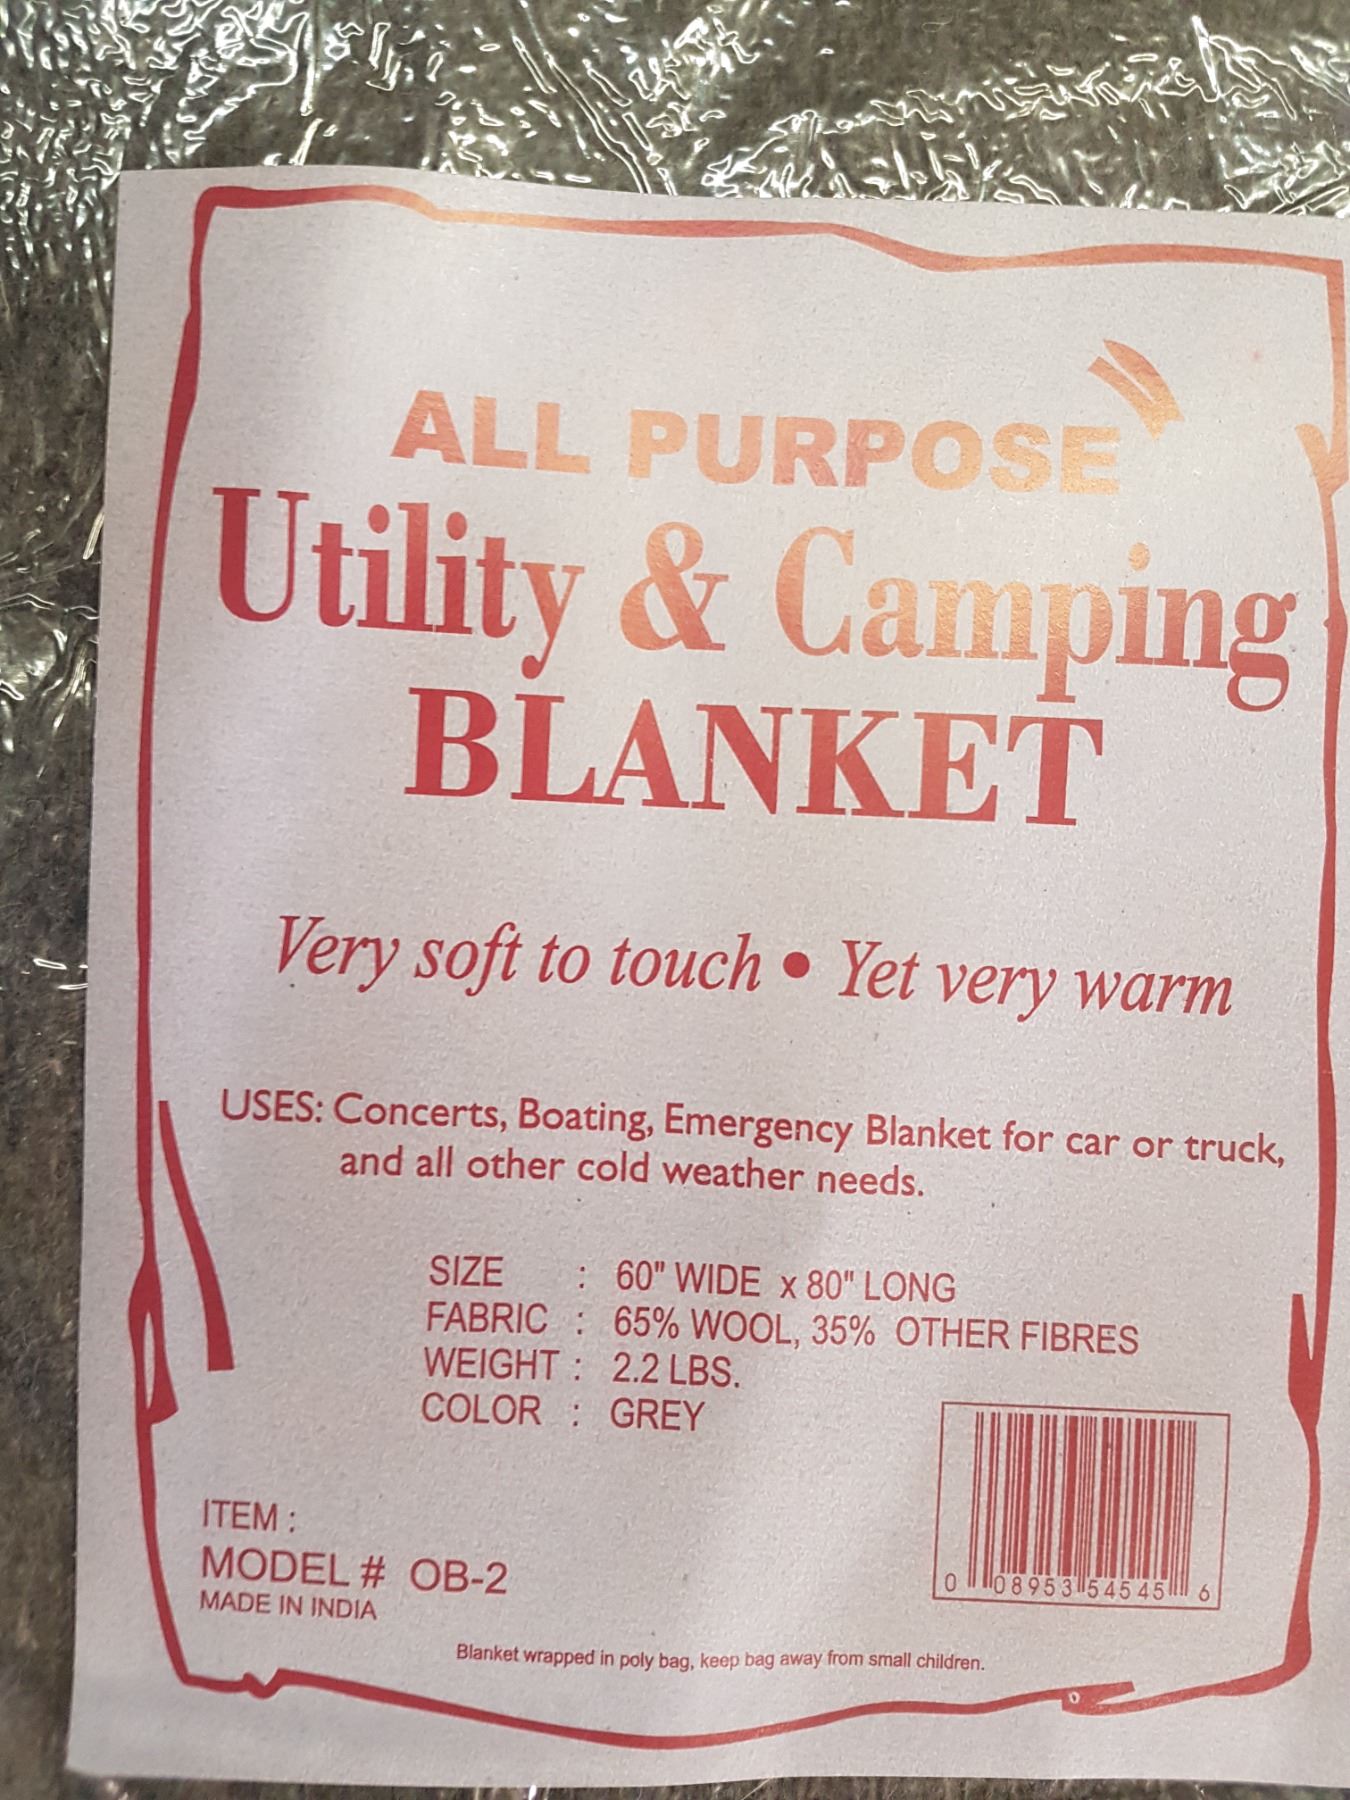 ALL PURPOSE
Utility & Camping
BLANKET
Very soft to touch • Yet very warm
USES: Concerts, Boating, Emergency Blanket for car or truck,
and all other cold weather needs.
SIZE : 60" WIDE x 80" LONG
FABRIC : 65% WOOL, 35% OTHER FIBRES
WEIGHT : 2.2 LBS.
COLOR : GREY
ITEM :
MODEL # OB-2
MADE IN INDIA
0 08953 54545 6
Blanket wrapped in poly bag, keep bag away from small children.